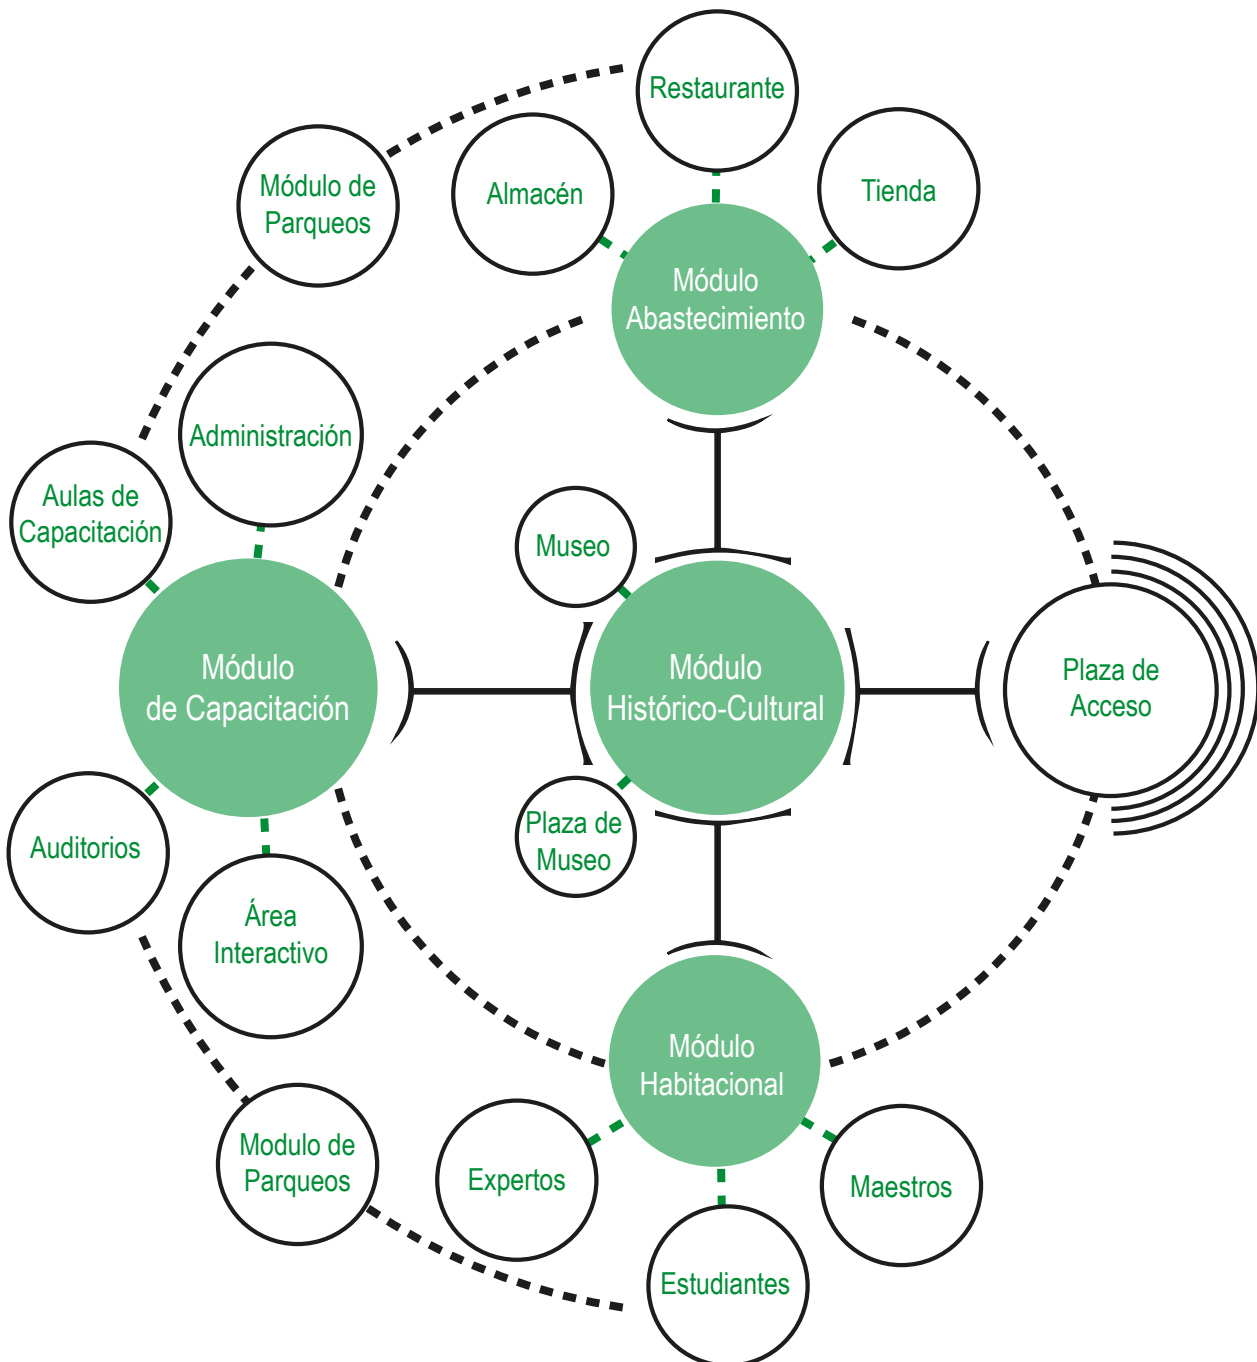 Restaurante
Módulo de
Parqueos
Almacén
Tienda
Módulo
Abastecimiento
Administración
Aulas de
Capacitación
Museo
Módulo
de Capacitación
Módulo
Histórico-Cultural
Plaza de
Acceso
Plaza de
Museo
Auditorios
Área
Interactivo
Módulo
Habitacional
Modulo de
Parqueos
Expertos
Maestros
Estudiantes